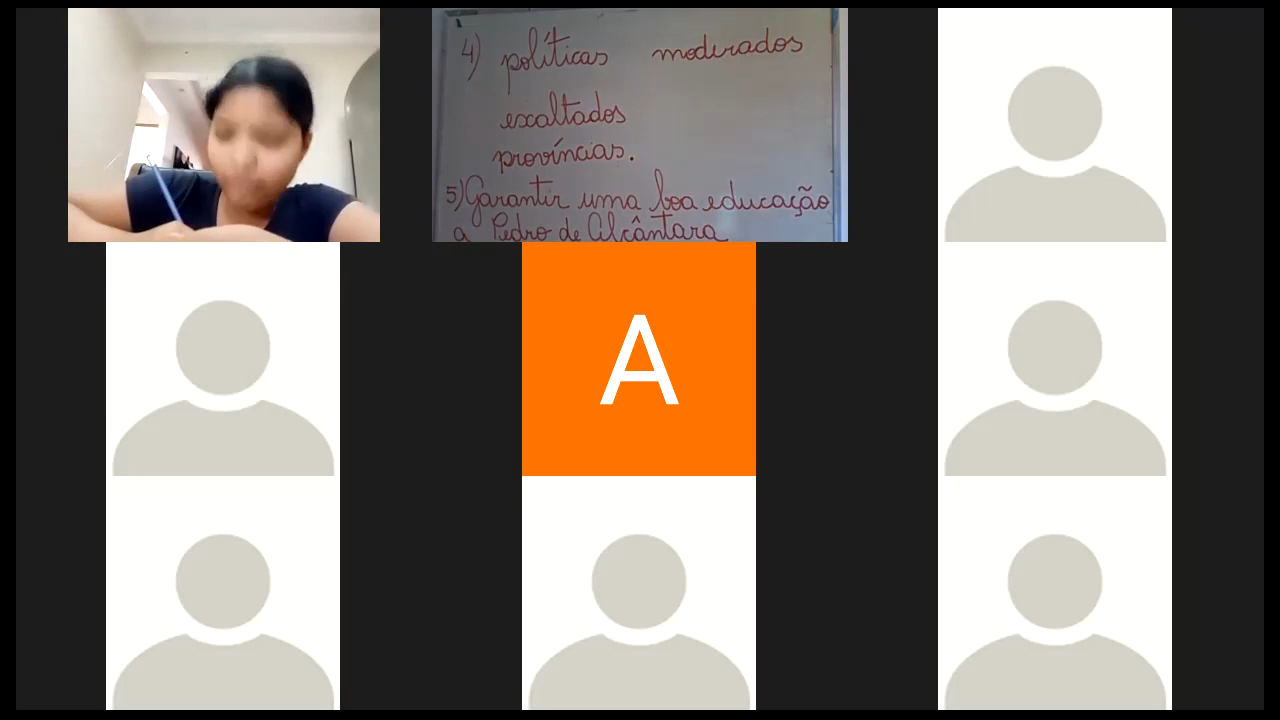 4) políticas moderados
exaltados
províncias.
5) Garantir uma boa educação
a Pedro de Alcântara
A